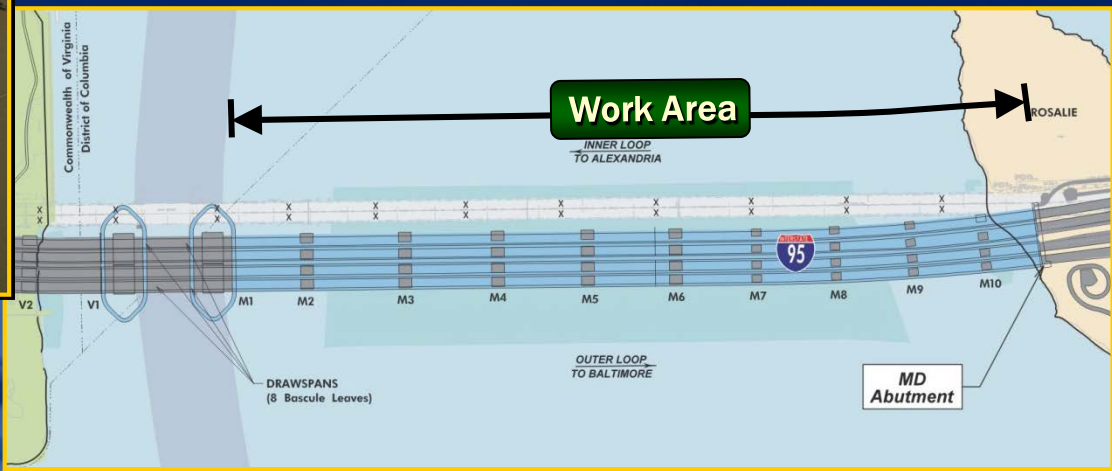 Commonwealth of Virginia
District of Columbia
Work Area
ROSALIE
INNER LOOP
TO ALEXANDRIA
INTERSTATE
95
V2
V1
M1
M2
M3
M4
M5
M6
M7
M8
M9
M10
OUTER LOOP
TO BALTIMORE
DRAWSPANS
(8 Bascule Leaves)
MD
Abutment